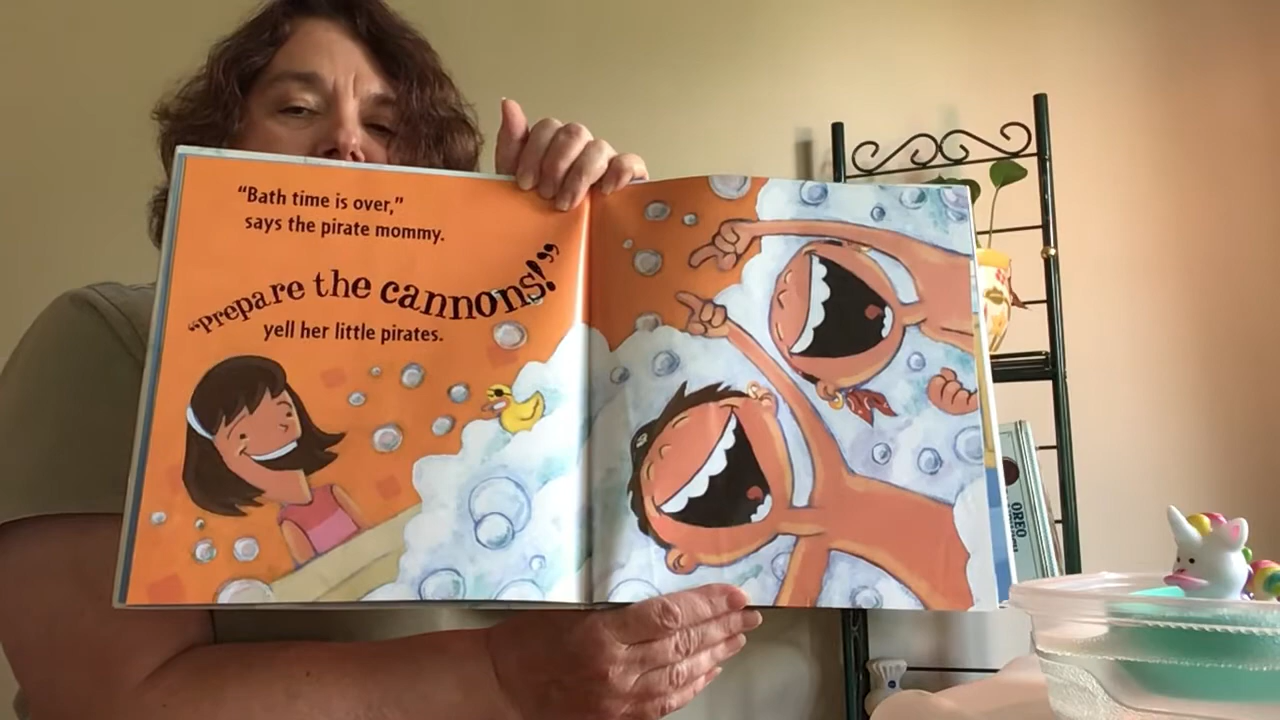 “Bath time is over,”
says the pirate mommy.
“Prepare the cannons!”
yell her little pirates.
OREO